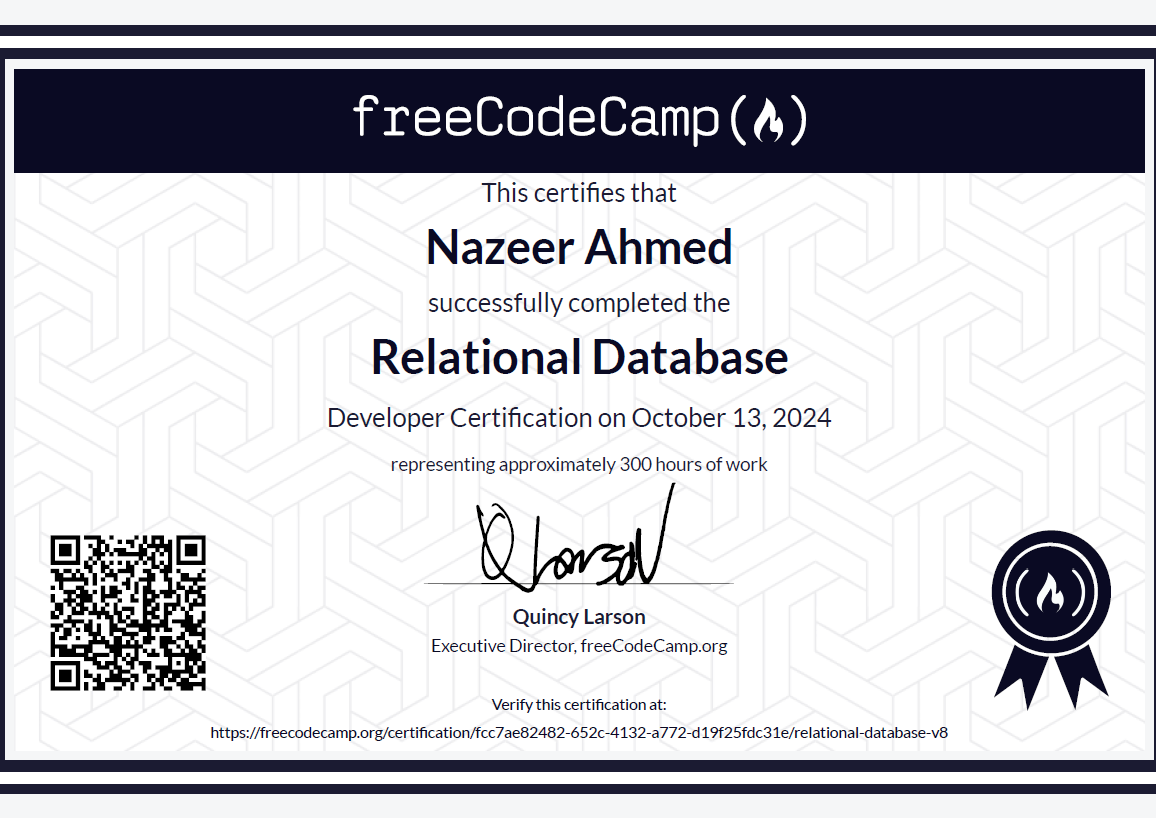 freeCodeCamp
This certifies that
Nazeer Ahmed
successfully completed the
Relational Database
Developer Certification on October 13, 2024
representing approximately 300 hours of work
Q Larson
Quincy Larson
Executive Director, freeCodeCamp.org
Verify this certification at:
https://freecodecamp.org/certification/fcc7ae82482-652c-4132-a772-d19f25fdc31e/relational-database-v8